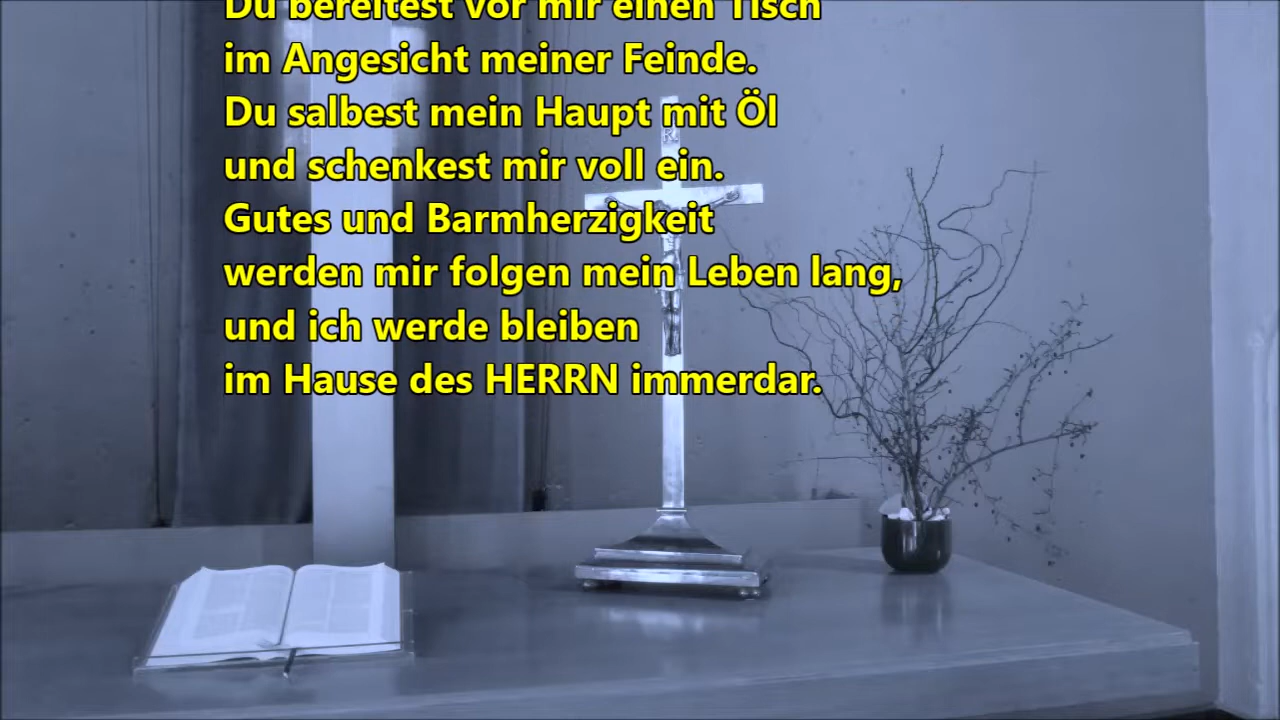 Du bereitest vor mir einen Tisch
im Angesicht meiner Feinde.
Du salbest mein Haupt mit Öl
und schenkest mir voll ein.
Gutes und Barmherzigkeit
werden mir folgen mein Leben lang,
und ich werde bleiben
im Hause des HERRN immerdar.